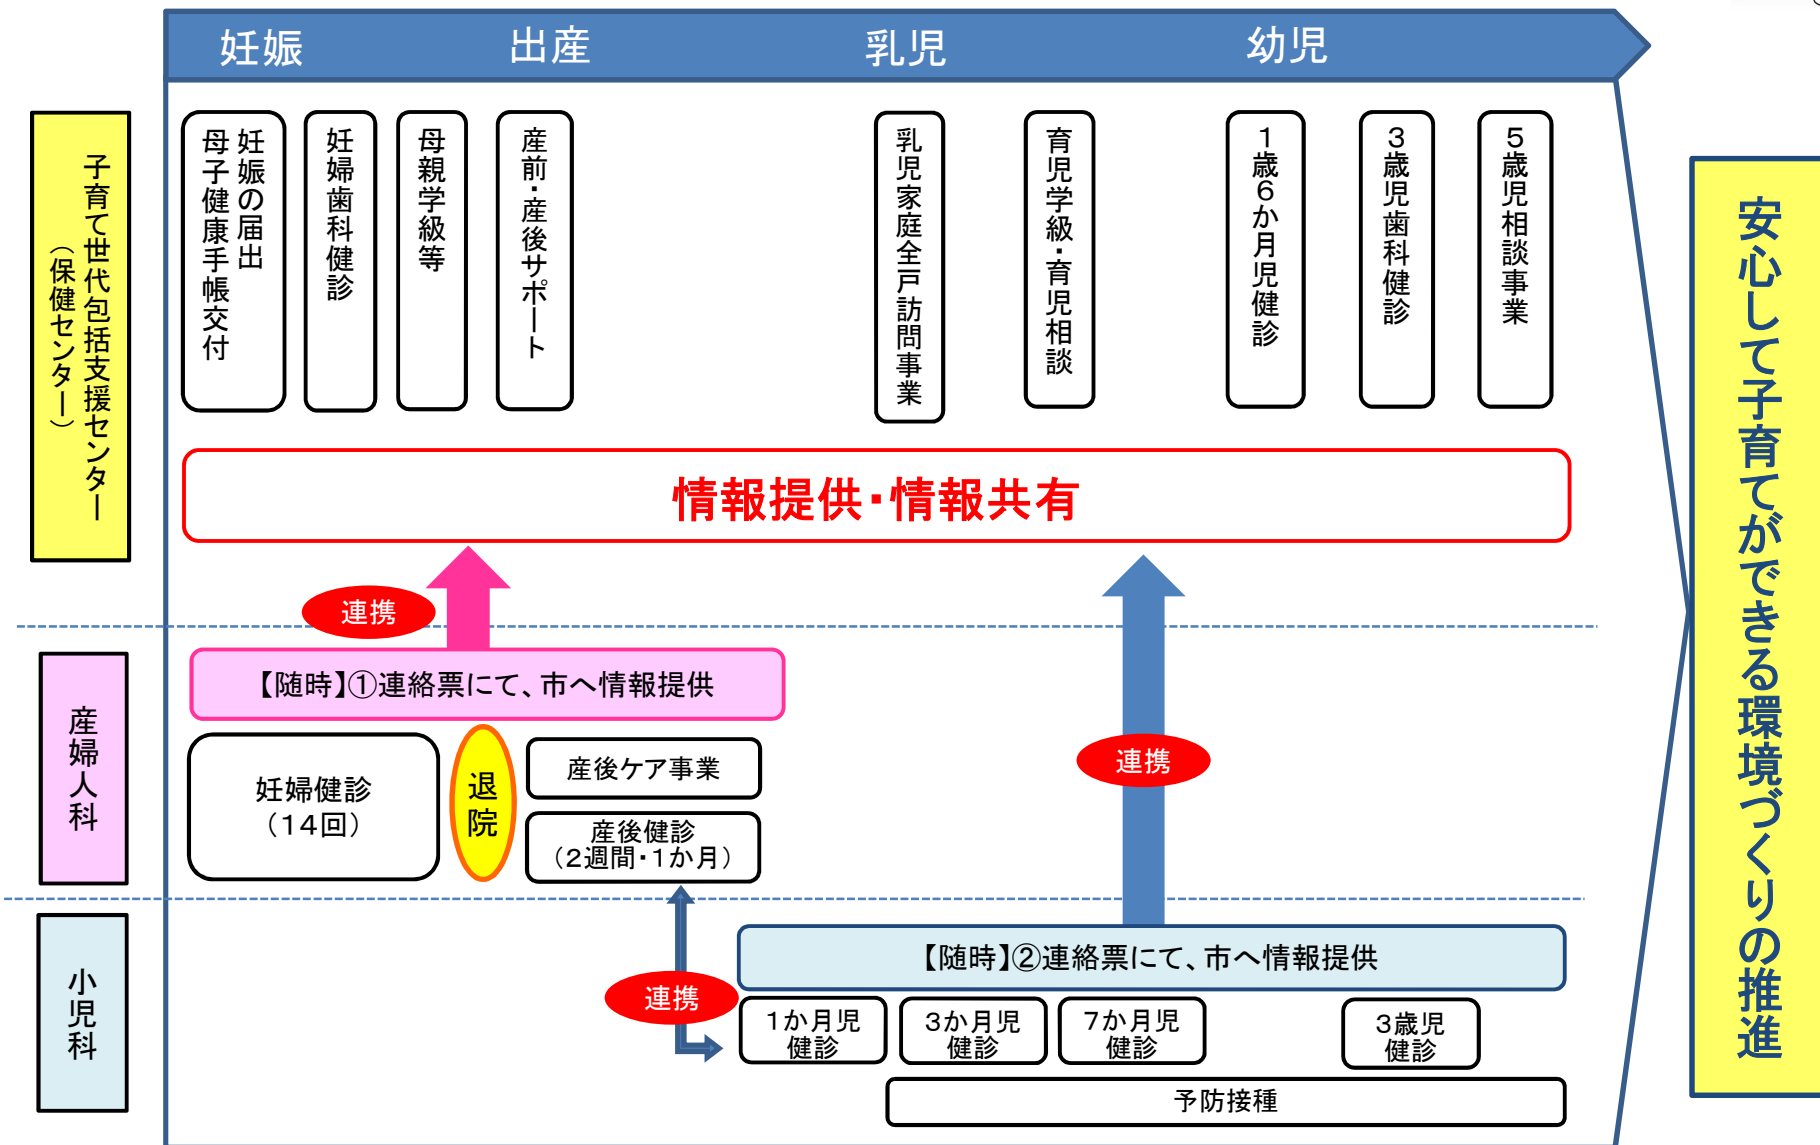 妊娠
出産
乳児
幼児
子育て世代包括支援センター
（保健センター）
妊娠の届出
母子健康手帳交付
妊婦歯科健診
母親学級等
産前・産後サポート
乳児家庭全戸訪問事業
育児学級・育児相談
１歳６か月児健診
３歳児歯科健診
５歳児相談事業
情報提供・情報共有
連携
産婦人科
【随時】①連絡票にて、市へ情報提供
妊婦健診
（14回）
退院
産後ケア事業
産後健診
（2週間・1か月）
連携
小児科
【随時】②連絡票にて、市へ情報提供
連携
1か月児
健診
3か月児
健診
7か月児
健診
3歳児
健診
予防接種
安心して子育てができる環境づくりの推進